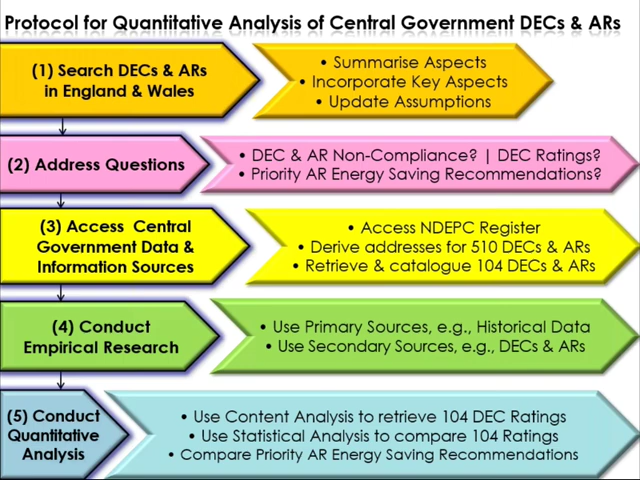 Protocol for Quantitative Analysis of Central Government DECs & ARs
(1) Search DECs & ARs
in England & Wales
• Summarise Aspects
• Incorporate Key Aspects
• Update Assumptions
(2) Address Questions
• DEC & AR Non-Compliance? | DEC Ratings?
• Priority AR Energy Saving Recommendations?
(3) Access Central
Government Data &
Information Sources
• Access NDEPC Register
• Derive addresses for 510 DECs & ARs
• Retrieve & catalogue 104 DECs & ARs
(4) Conduct
Empirical Research
• Use Primary Sources, e.g., Historical Data
• Use Secondary Sources, e.g., DECs & ARs
(5) Conduct
Quantitative
Analysis
• Use Content Analysis to retrieve 104 DEC Ratings
• Use Statistical Analysis to compare 104 Ratings
• Compare Priority AR Energy Saving Recommendations